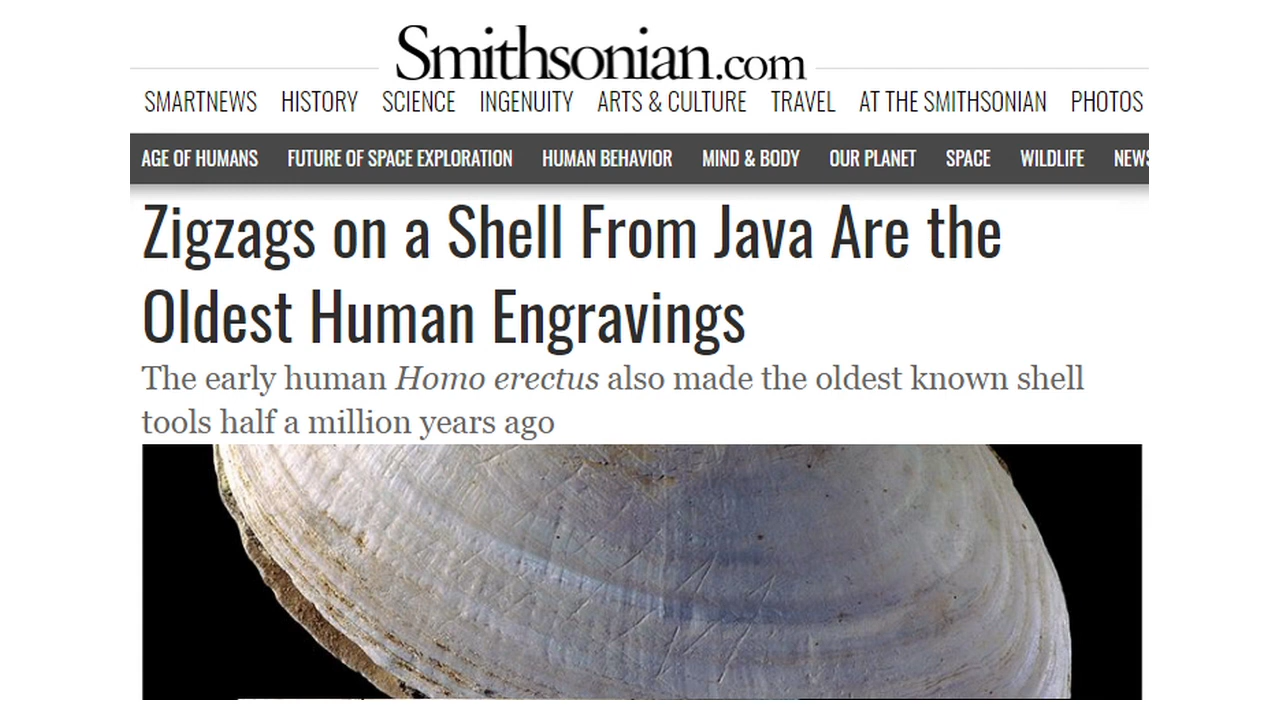 Smithsonian.com
SMARTNEWS HISTORY SCIENCE INGENUITY ARTS & CULTURE TRAVEL AT THE SMITHSONIAN PHOTOS
AGE OF HUMANS FUTURE OF SPACE EXPLORATION HUMAN BEHAVIOR MIND & BODY OUR PLANET SPACE WILDLIFE NEWS
Zigzags on a Shell From Java Are the
Oldest Human Engravings
The early human Homo erectus also made the oldest known shell
tools half a million years ago